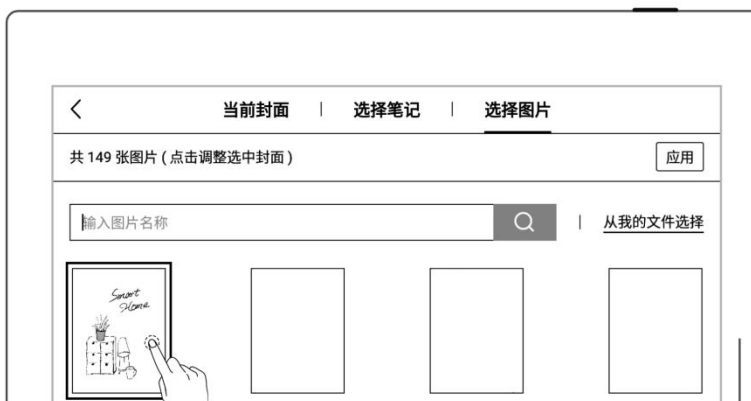 当前封面 | 选择笔记 | 选择图片
共 149 张图片 ( 点击调整选中封面 )
应用
输入图片名称 | 从我的文件选择
Smart
Home